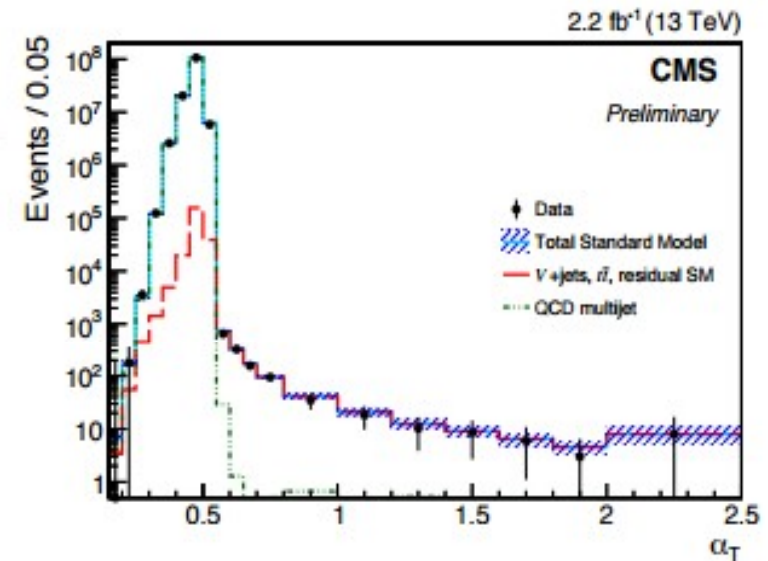 2.2 fb⁻¹ (13 TeV)
CMS
Preliminary
Events / 0.05
10⁸
10⁷
10⁶
10⁵
10⁴
10³
10²
10
1
Data
Total Standard Model
V+jets, tt̄, residual SM
QCD multijet
0.5 1 1.5 2 2.5
α_T